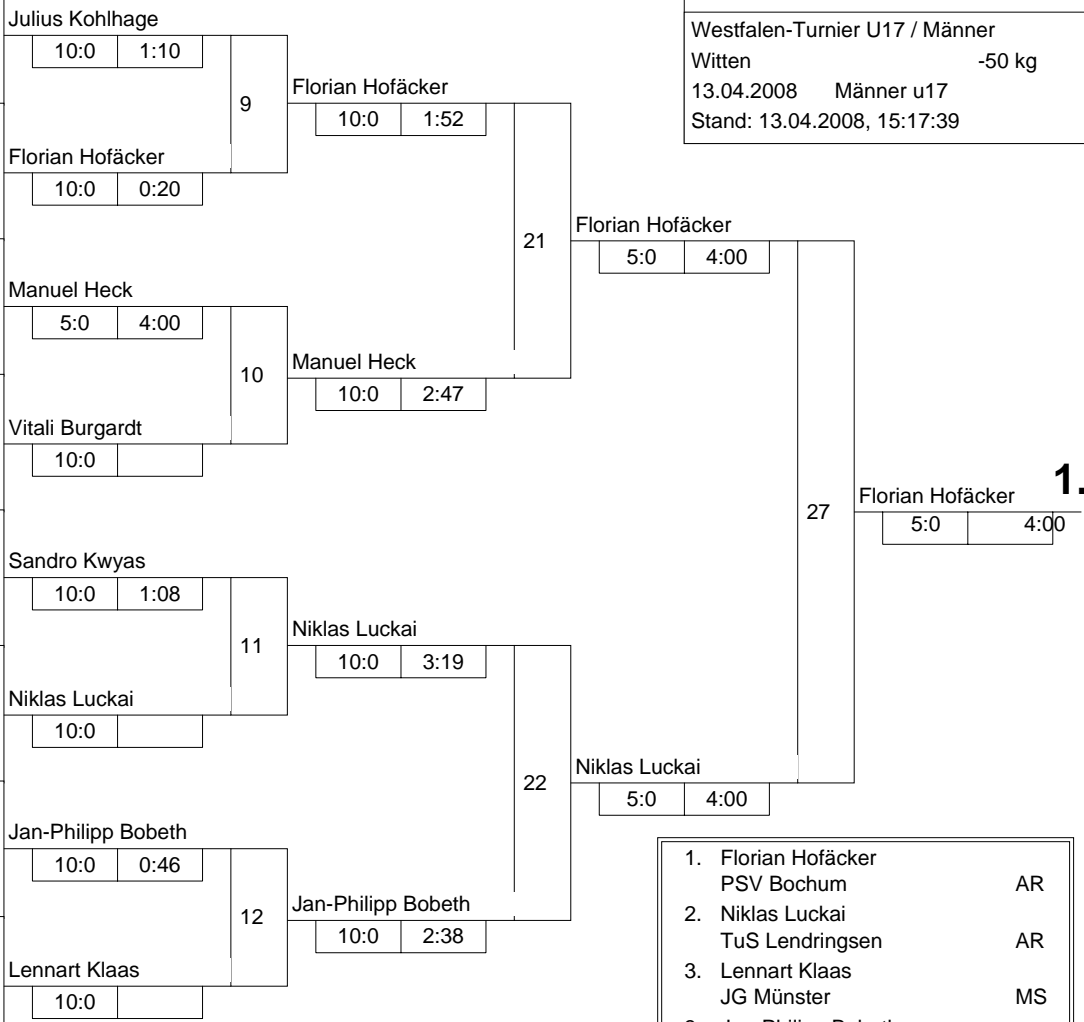 Julius Kohlhage
10:0 1:10
9
Florian Hofäcker
10:0 1:52
Florian Hofäcker
10:0 0:20
21
Florian Hofäcker
5:0 4:00
Manuel Heck
5:0 4:00
10
Manuel Heck
10:0 2:47
Vitali Burgardt
10:0
27
Florian Hofäcker 1.
5:0 4:00
Sandro Kwyas
10:0 1:08
11
Niklas Luckai
10:0 3:19
Niklas Luckai
10:0
22
Niklas Luckai
5:0 4:00
Jan-Philipp Bobeth
10:0 0:46
12
Jan-Philipp Bobeth
10:0 2:38
Lennart Klaas
10:0
Westfalen-Turnier U17 / Männer
Witten -50 kg
13.04.2008 Männer u17
Stand: 13.04.2008, 15:17:39
1. Florian Hofäcker
PSV Bochum AR
2. Niklas Luckai
TuS Lendringsen AR
3. Lennart Klaas
JG Münster MS